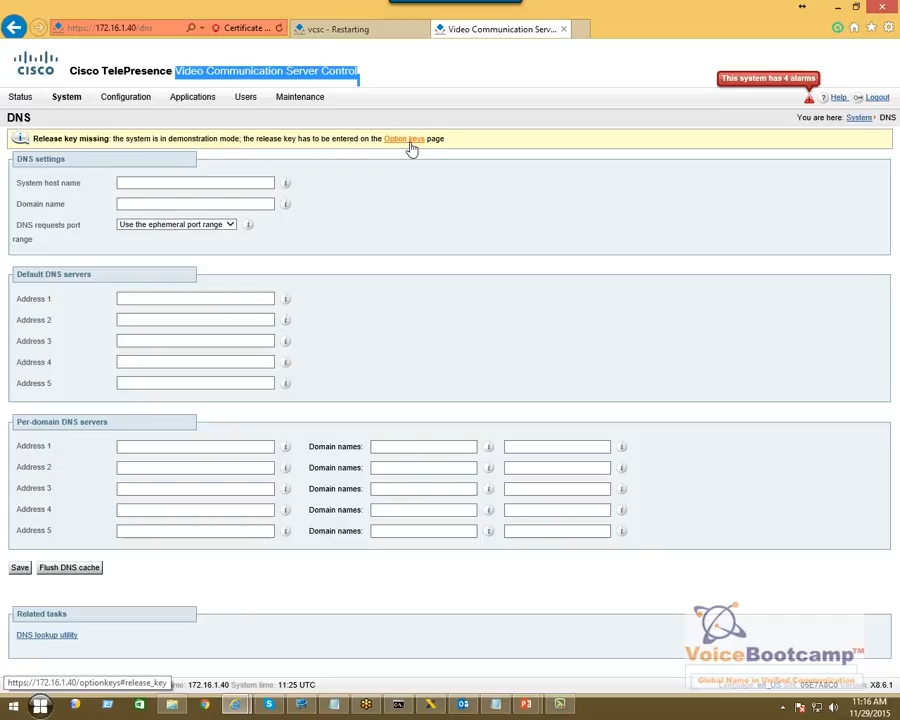 https://172.16.1.40/dns
Certificate ...
vcsc - Restarting
Video Communication Serv...
CISCO
Cisco TelePresence Video Communication Server Control
This system has 4 alarms
Status System Configuration Applications Users Maintenance
Help Logout
DNS
You are here: System DNS
Release key missing: the system is in demonstration mode; the release key has to be entered on the Option keys page
DNS settings
System host name
Domain name
DNS requests port range
Use the ephemeral port range
Default DNS servers
Address 1
Address 2
Address 3
Address 4
Address 5
Per-domain DNS servers
Address 1 Domain names:
Address 2 Domain names:
Address 3 Domain names:
Address 4 Domain names:
Address 5 Domain names:
Save Flush DNS cache
Related tasks
DNS lookup utility
VoiceBootcamp™
Global Name in Unified Communication
https://172.16.1.40/optionkeys#release_key
172.16.1.40 System time: 11:25 UTC
Language: en_US S/N: 05E7A8C0 Version: X8.6.1
11:16 AM
11/29/2015